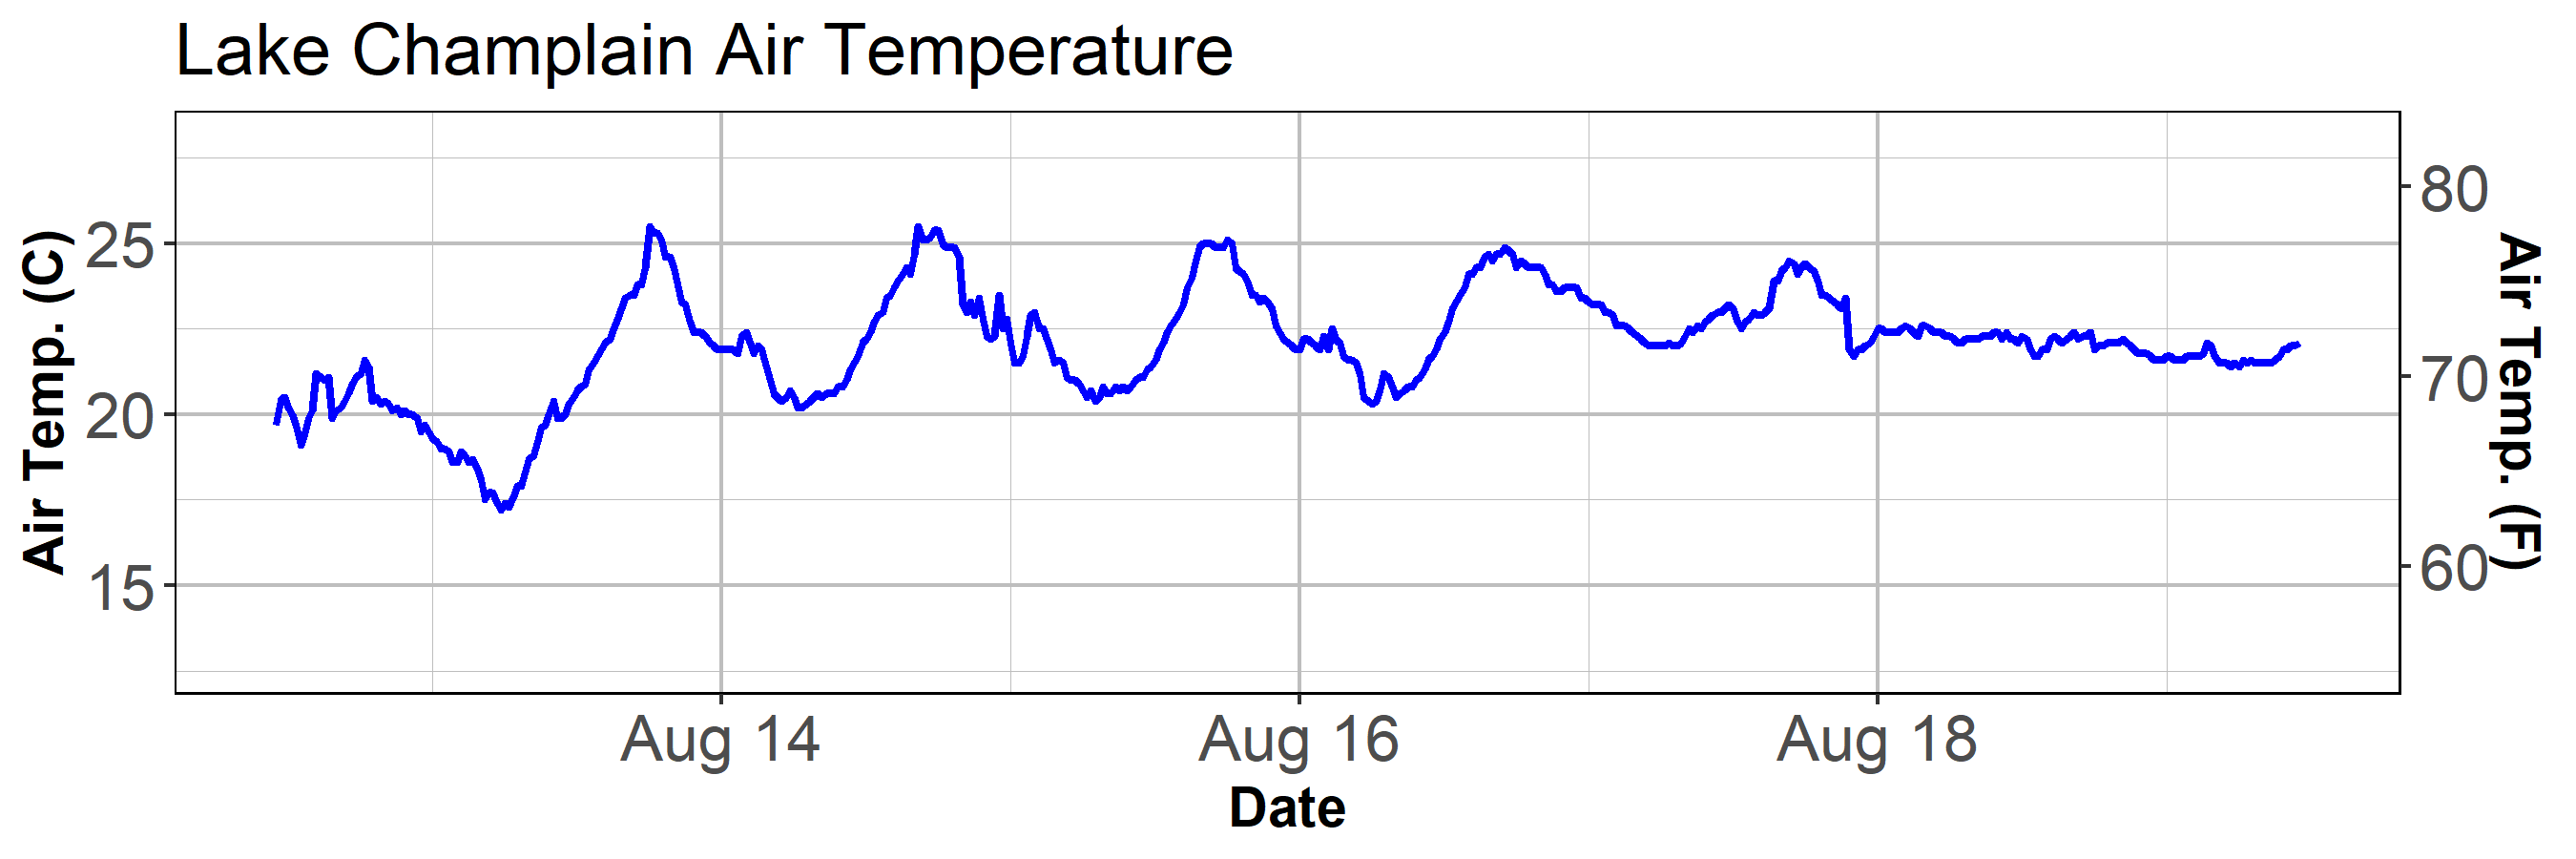 Lake Champlain Air Temperature
Air Temp. (C)
25
20
15
80
70
60
Air Temp. (F)
Aug 14
Aug 16
Aug 18
Date